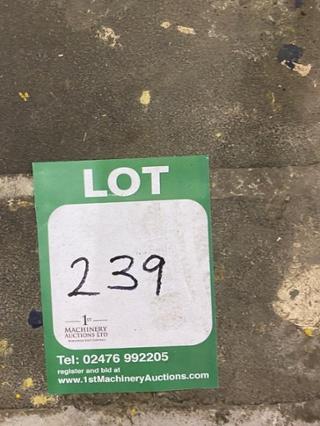 LOT
239
1ST
MACHINERY
AUCTIONS LTD
Tel: 02476 992205
register and bid at
www.1stMachineryAuctions.com